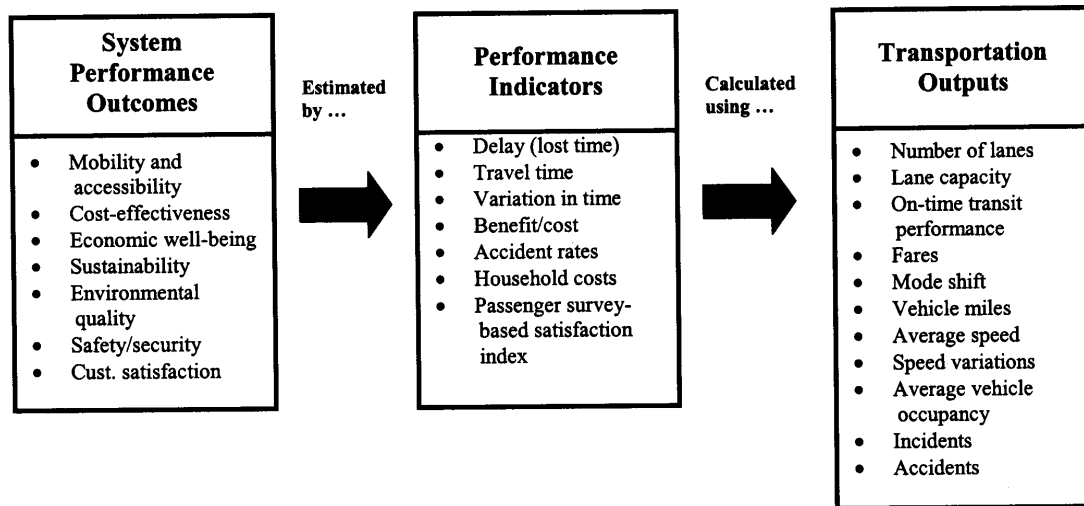 System
Performance
Outcomes
• Mobility and
accessibility
• Cost-effectiveness
• Economic well-being
• Sustainability
• Environmental
quality
• Safety/security
• Cust. satisfaction
Estimated
by ...
Performance
Indicators
• Delay (lost time)
• Travel time
• Variation in time
• Benefit/cost
• Accident rates
• Household costs
• Passenger survey-
based satisfaction
index
Calculated
using ...
Transportation
Outputs
• Number of lanes
• Lane capacity
• On-time transit
performance
• Fares
• Mode shift
• Vehicle miles
• Average speed
• Speed variations
• Average vehicle
occupancy
• Incidents
• Accidents